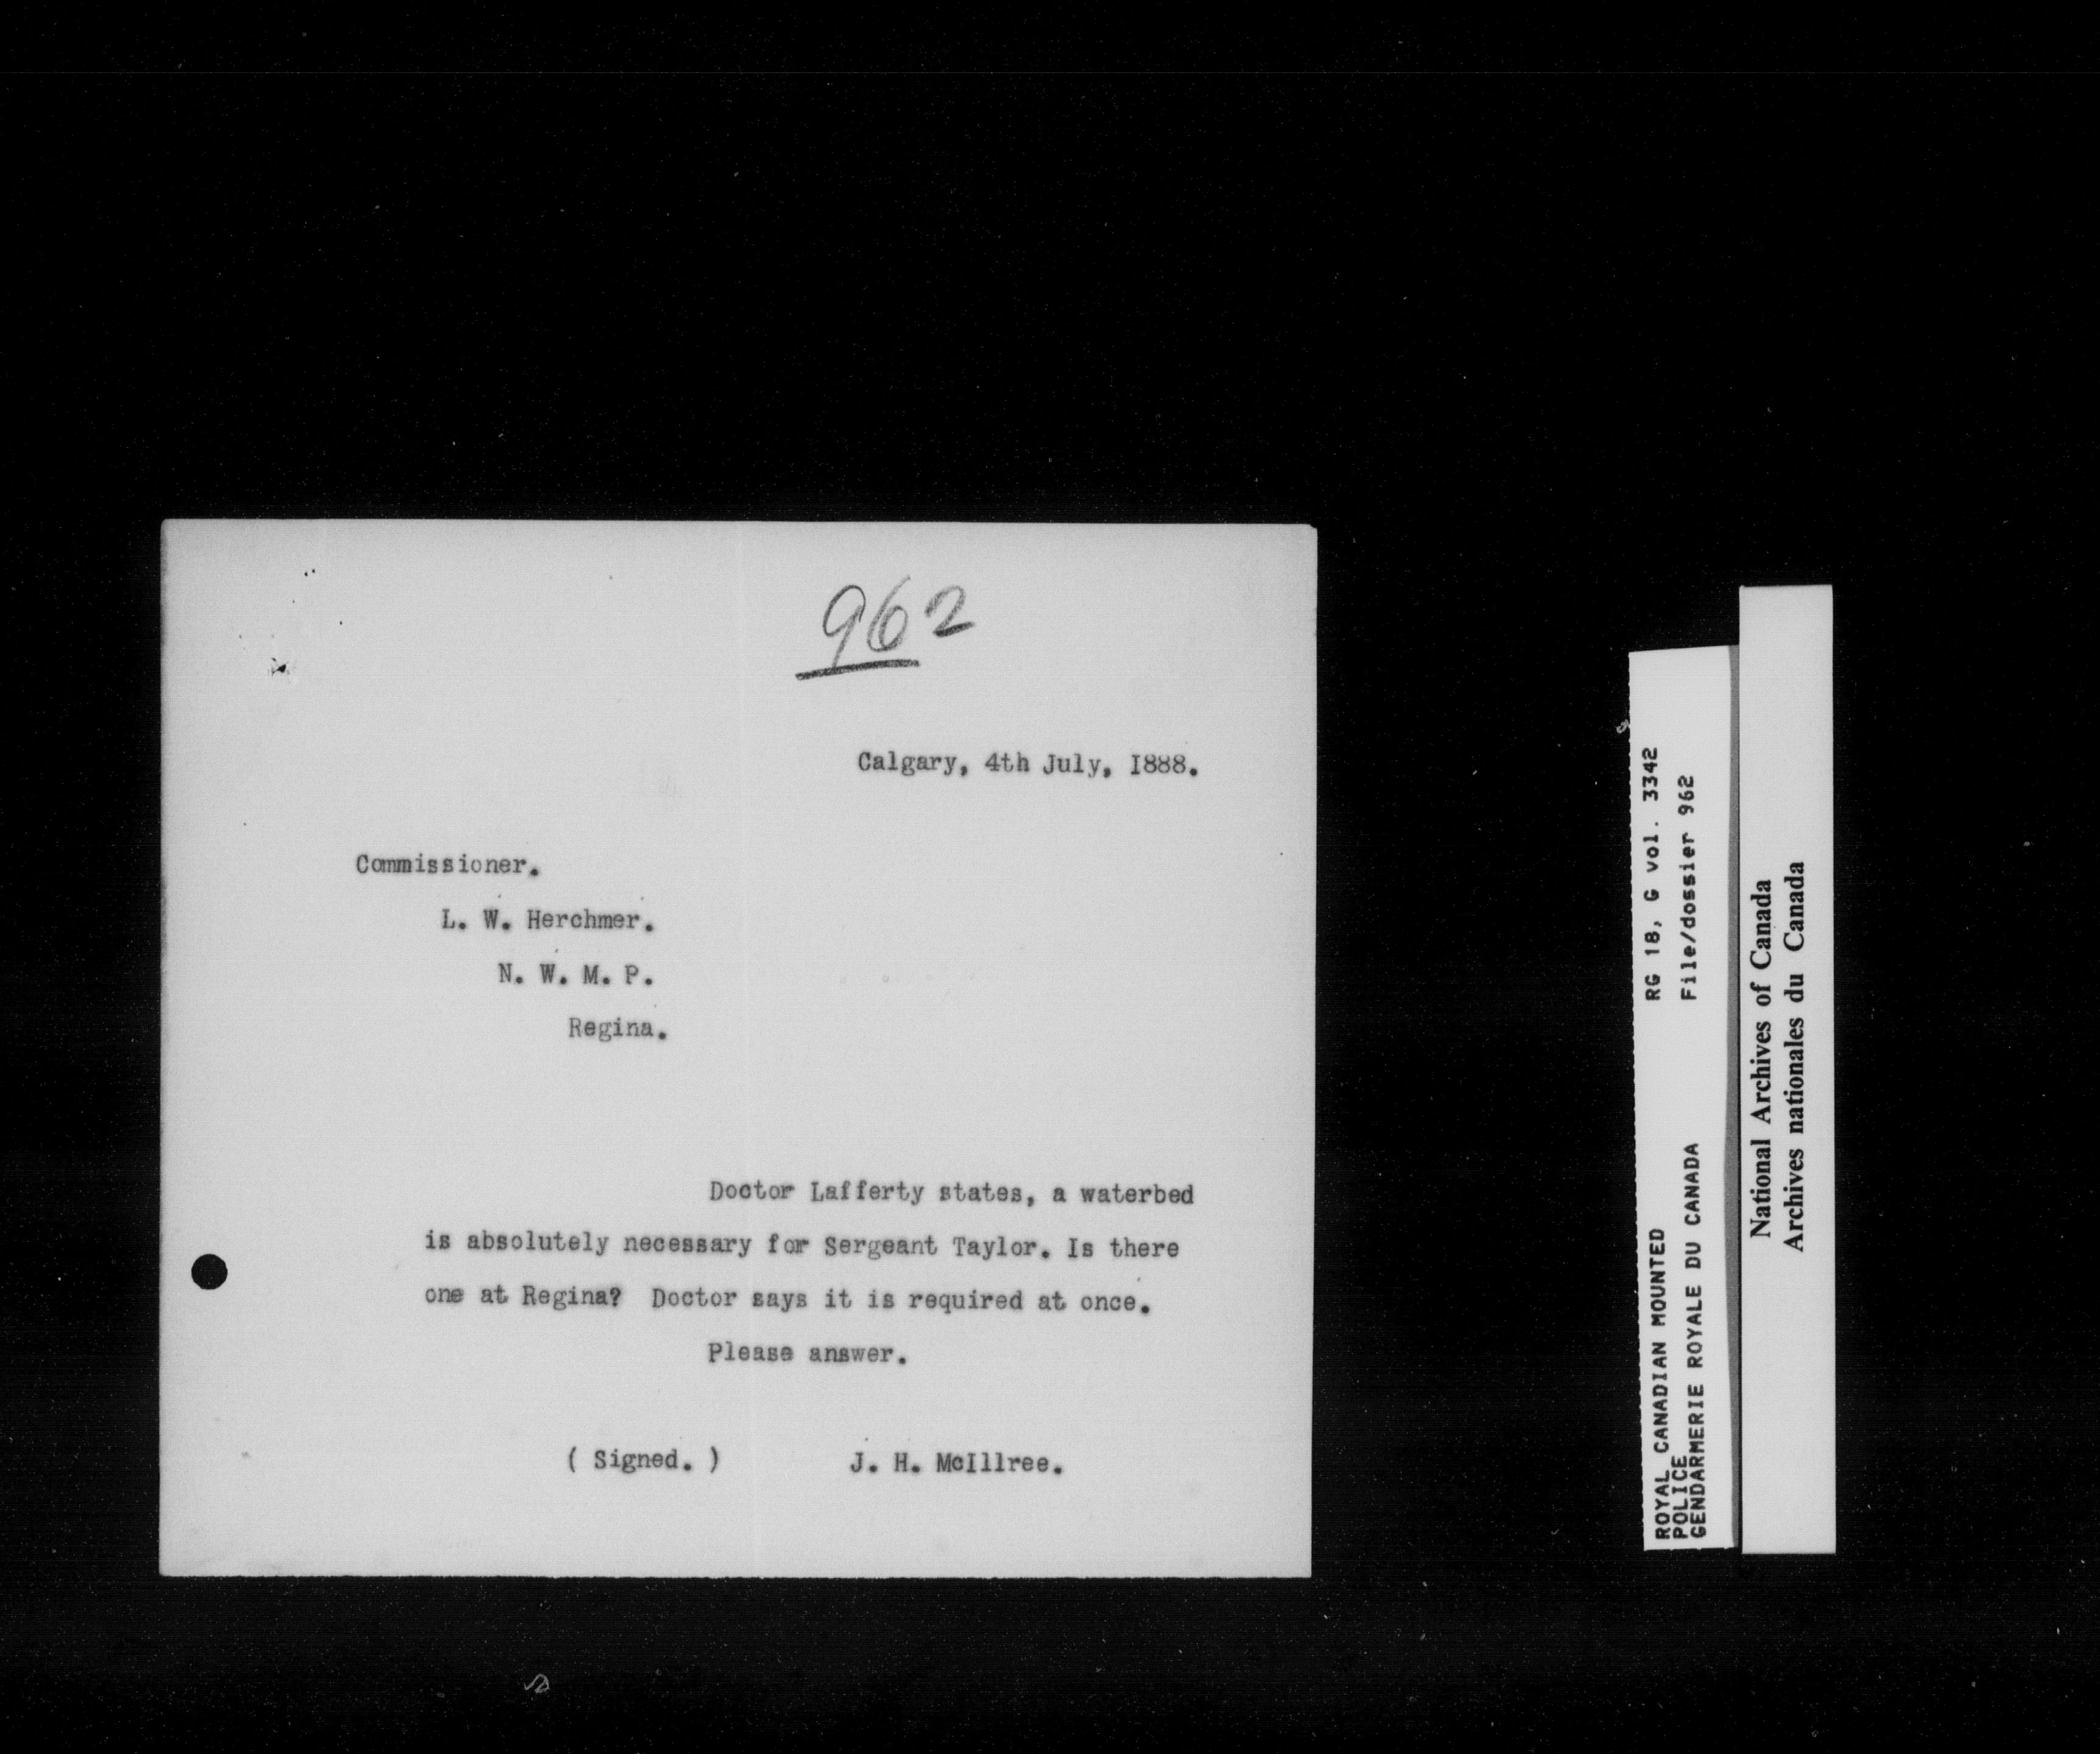 962
Calgary, 4th July, I888.
Commissioner.
L. W. Herchmer.
N. W. M. P.
Regina.
Doctor Lafferty states, a waterbed
is absolutely necessary for Sergeant Taylor. Is there
one at Regina? Doctor says it is required at once.
Please answer.
( Signed. ) J. H. McIllree.
ROYAL CANADIAN MOUNTED
POLICE
GENDARMERIE ROYALE DU CANADA
RG 18, G vol. 3342
File/dossier 962
National Archives of Canada
Archives nationales du Canada